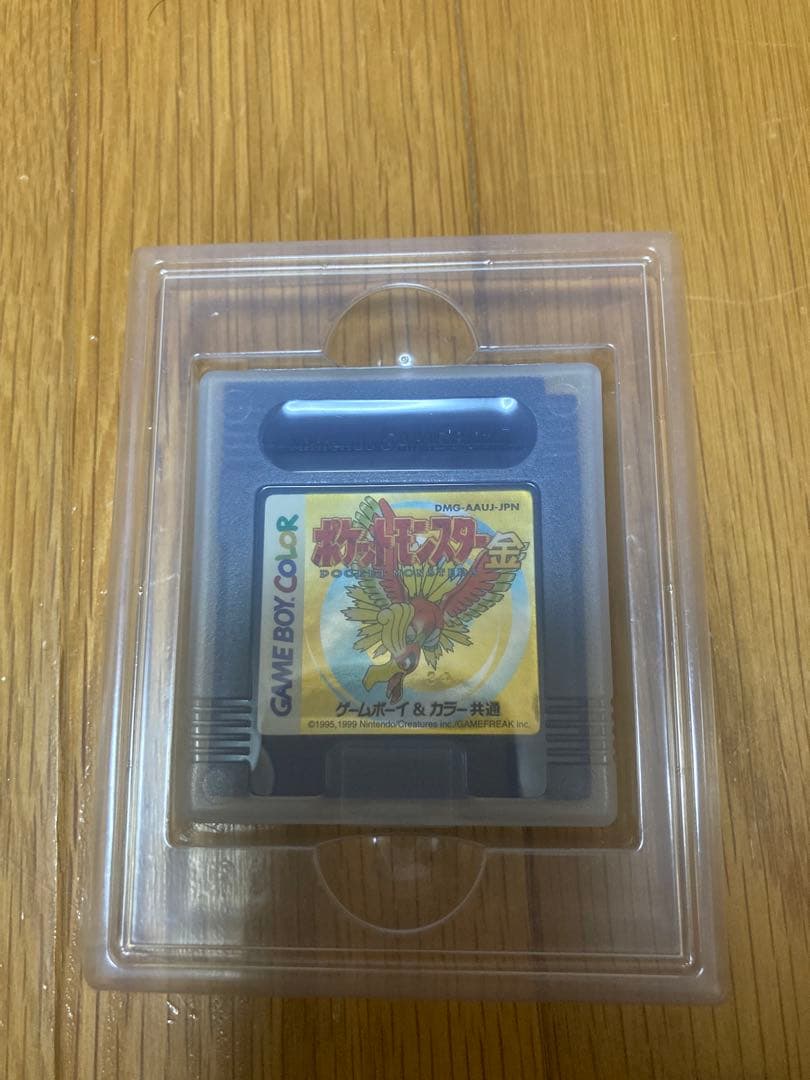 DMG-AAUJ-JPN
ポケットモンスター金
POCKET MONSTERS
GAME BOY COLOR
ゲームボーイ&カラー共通
©1995,1999 Nintendo/Creatures inc./GAMEFREAK inc.